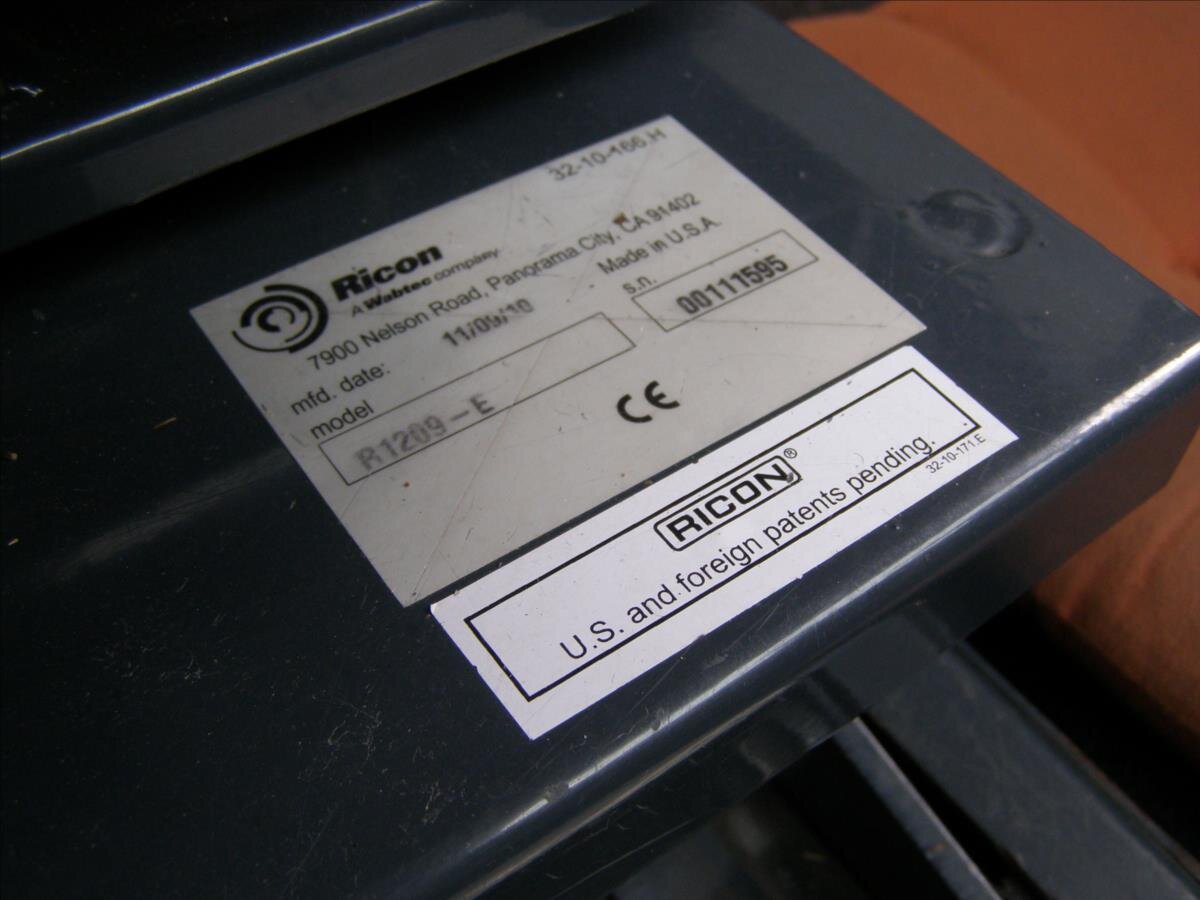 32-10-166.H
Ricon
A Wabtec company
7900 Nelson Road, Panorama City, CA 91402
mfd. date: 11/09/10 Made in U.S.A.
model s.n.
R1209-E 00111595
CE
RICON®
U.S. and foreign patents pending.
32-10-171.E